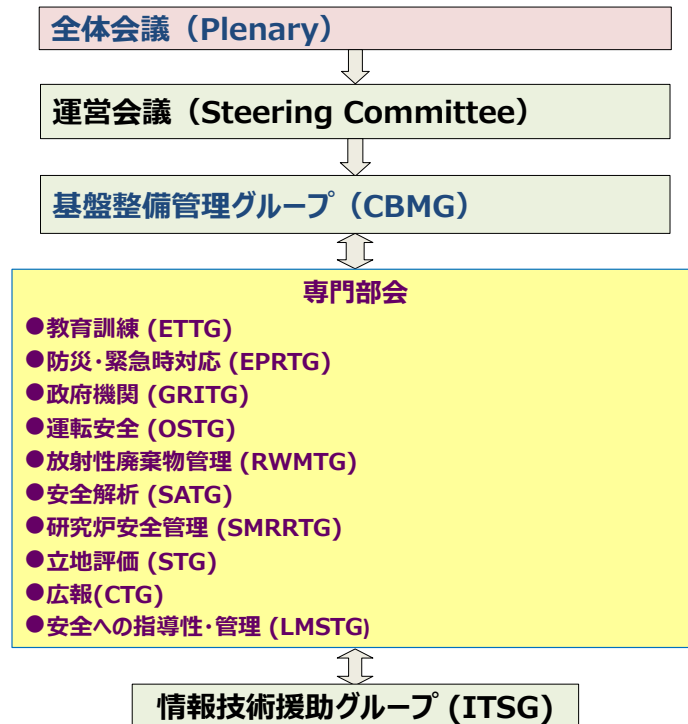 全体会議（Plenary）
運営会議（Steering Committee）
基盤整備管理グループ（CBMG）
専門部会
●教育訓練 (ETTG)
●防災・緊急時対応 (EPRTG)
●政府機関 (GRITG)
●運転安全 (OSTG)
●放射性廃棄物管理 (RWMTG)
●安全解析 (SATG)
●研究炉安全管理 (SMRRTG)
●立地評価 (STG)
●広報(CTG)
●安全への指導性・管理 (LMSTG)
情報技術援助グループ (ITSG)